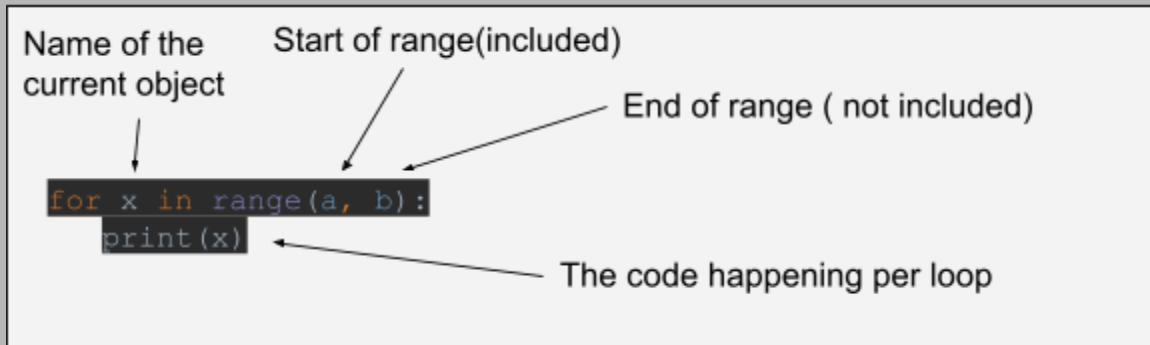 Name of the
current object
Start of range(included)
End of range ( not included)
for x in range(a, b):
print(x)
The code happening per loop